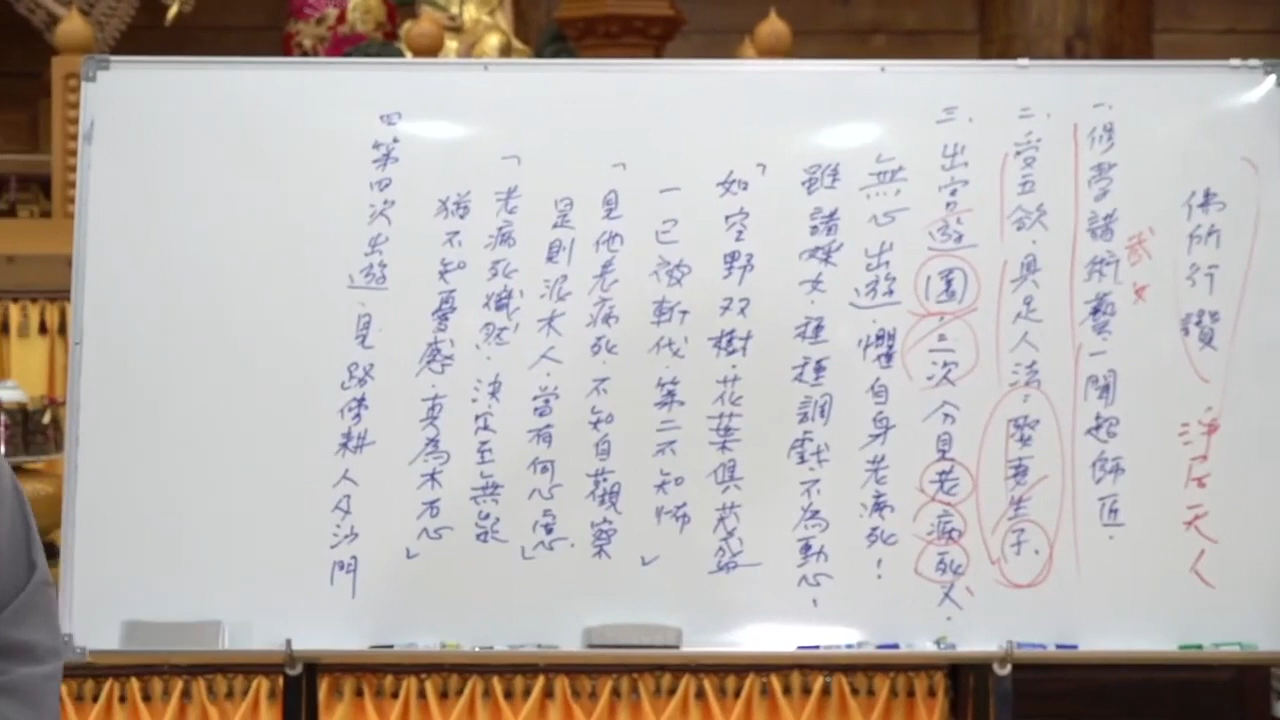 佛所行讚 淨居天人
武文
一.修學諸術藝.一聞超師匠.
二.受五欲.具足人法.娶妻生子.
三.出宮遊園.三次分見老病死.又.
無心出遊.懼自身老病死!
雖諸婇女.種種調戲.不為動心.
「如空野双樹.花葉俱茂盛
一已被斬伐.第二不知怖」
「見他老病死.不知自觀察
是則泥木人.當有何心慮.」
「老病死熾然.決定至無疑
猶不知憂慼.真為木石心」
四第四次出遊.見路傍耕人及沙門